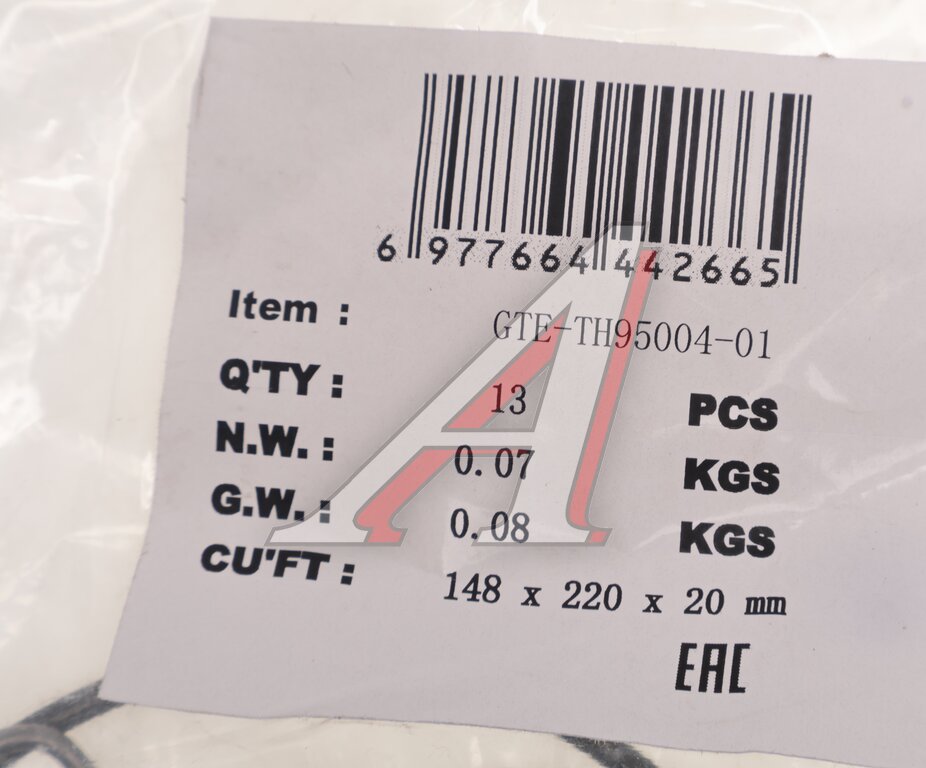 6 977664 442665
Item : GTE-TH95004-01
Q'TY : 13 PCS
N.W. : 0.07 KGS
G.W. : 0.08 KGS
CU'FT : 148 x 220 x 20 mm
EAC